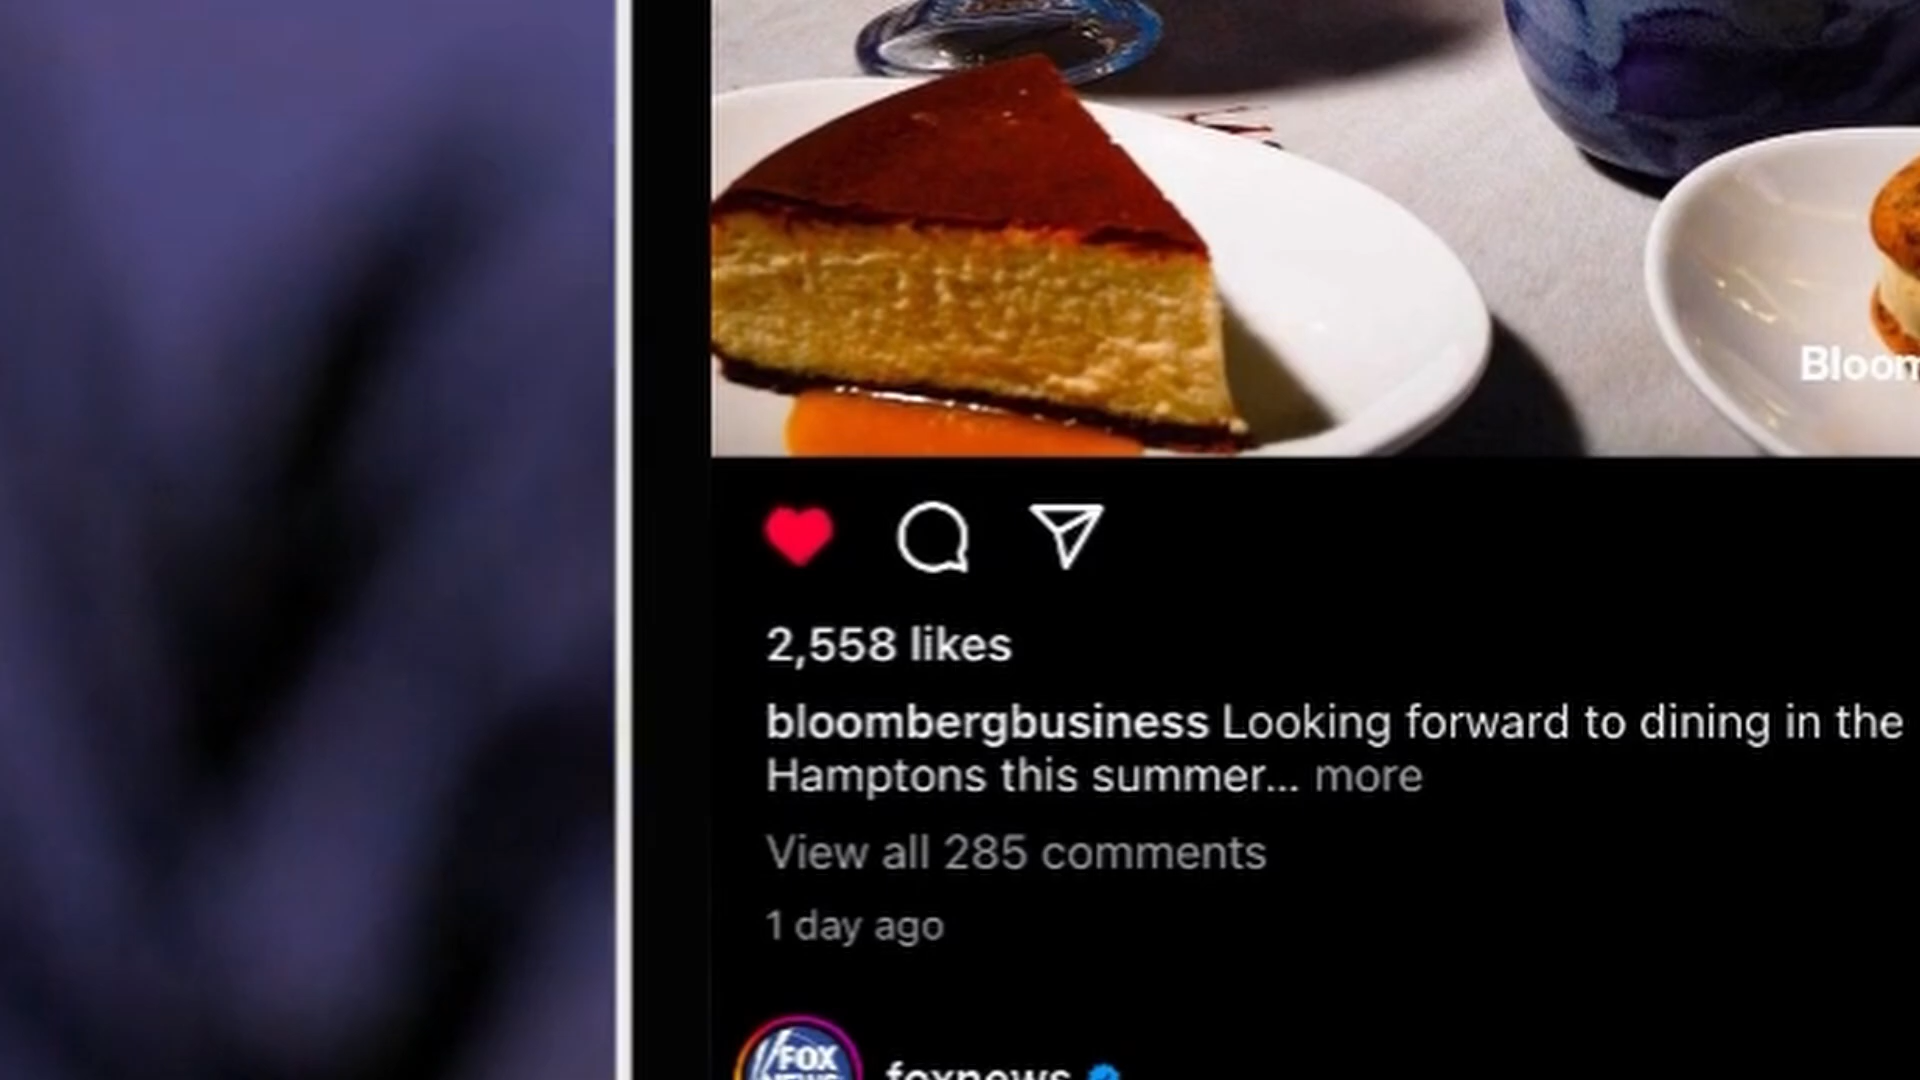 Bloom
2,558 likes
bloombergbusiness Looking forward to dining in the
Hamptons this summer... more
View all 285 comments
1 day ago
FOX
NEWS
foxnews